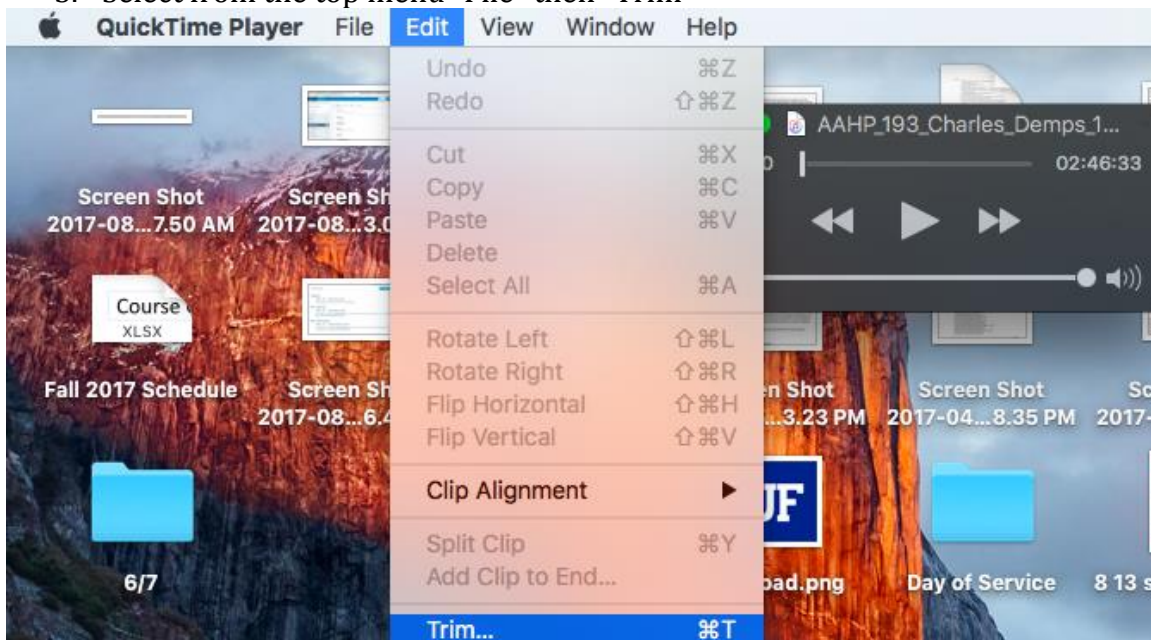 QuickTime Player File Edit View Window Help
Undo ⌘Z
Redo ⇧⌘Z
Cut ⌘X
Copy ⌘C
Paste ⌘V
Delete
Select All ⌘A
Rotate Left ⇧⌘L
Rotate Right ⇧⌘R
Flip Horizontal ⇧⌘H
Flip Vertical ⇧⌘V
Clip Alignment ▶
Split Clip ⌘Y
Add Clip to End...
Trim... ⌘T
AAHP_193_Charles_Demps_1...
02:46:33
Screen Shot
2017-08...7.50 AM
Screen Sh
2017-08...3.0
Course
XLSX
Fall 2017 Schedule
Screen Sh
2017-08...6.4
en Shot
...3.23 PM
Screen Shot
2017-04...8.35 PM
Sc
2017-
6/7
UF
pad.png
Day of Service
8 13 s